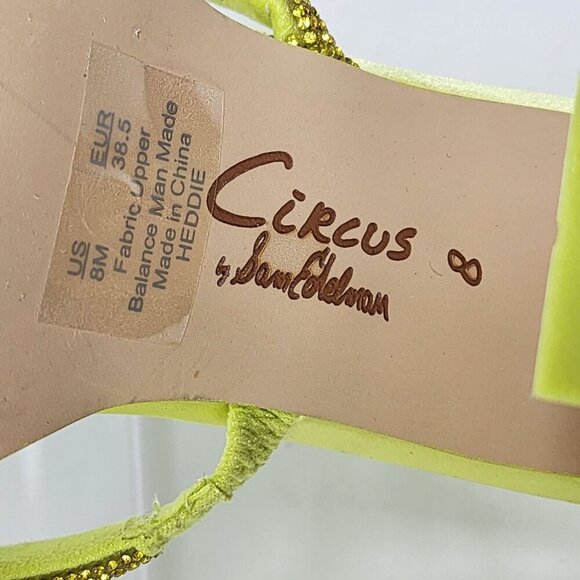 US EUR
8M 38.5
Fabric Upper
Balance Man Made
Made in China
HEDDIE
CIRCUS
by Sam Edelman
8